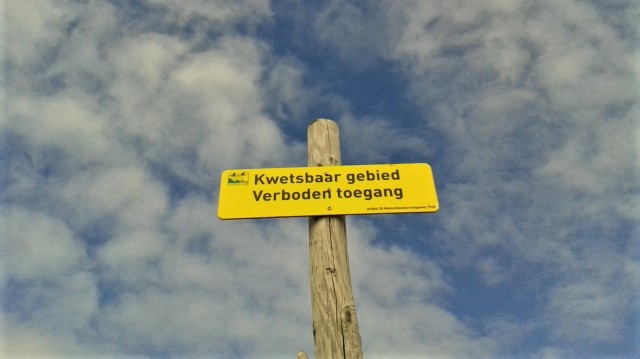 Kwetsbaar gebied
Verboden toegang